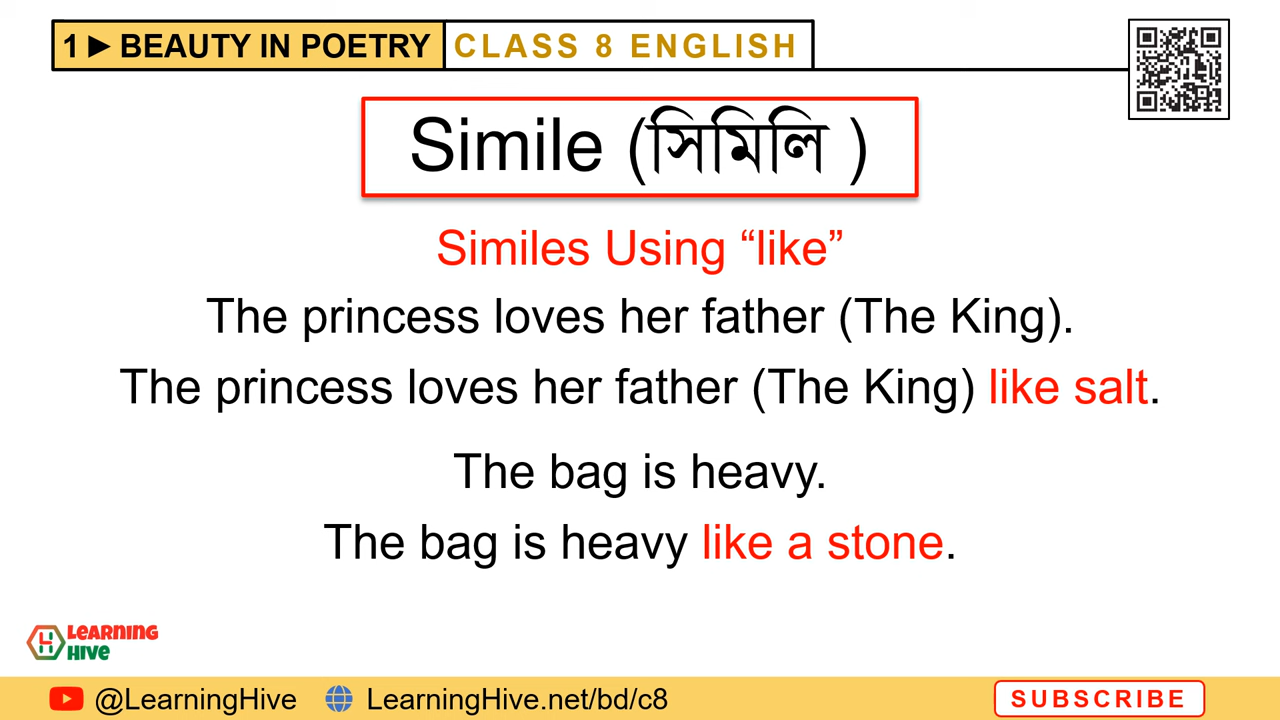 1 ► BEAUTY IN POETRY CLASS 8 ENGLISH
Simile (সিমিলি )
Similes Using “like”
The princess loves her father (The King).
The princess loves her father (The King) like salt.
The bag is heavy.
The bag is heavy like a stone.
LEARNING
HIVE
@LearningHive LearningHive.net/bd/c8 SUBSCRIBE